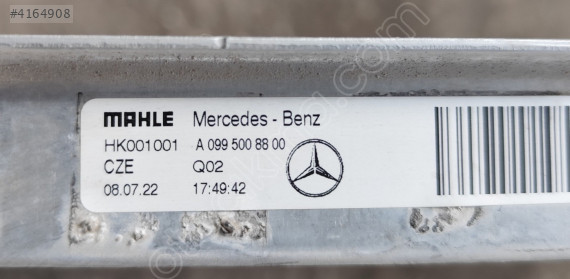 #4164908
MAHLE Mercedes - Benz
HK001001 A 099 500 88 00
CZE Q02
08.07.22 17:49:42